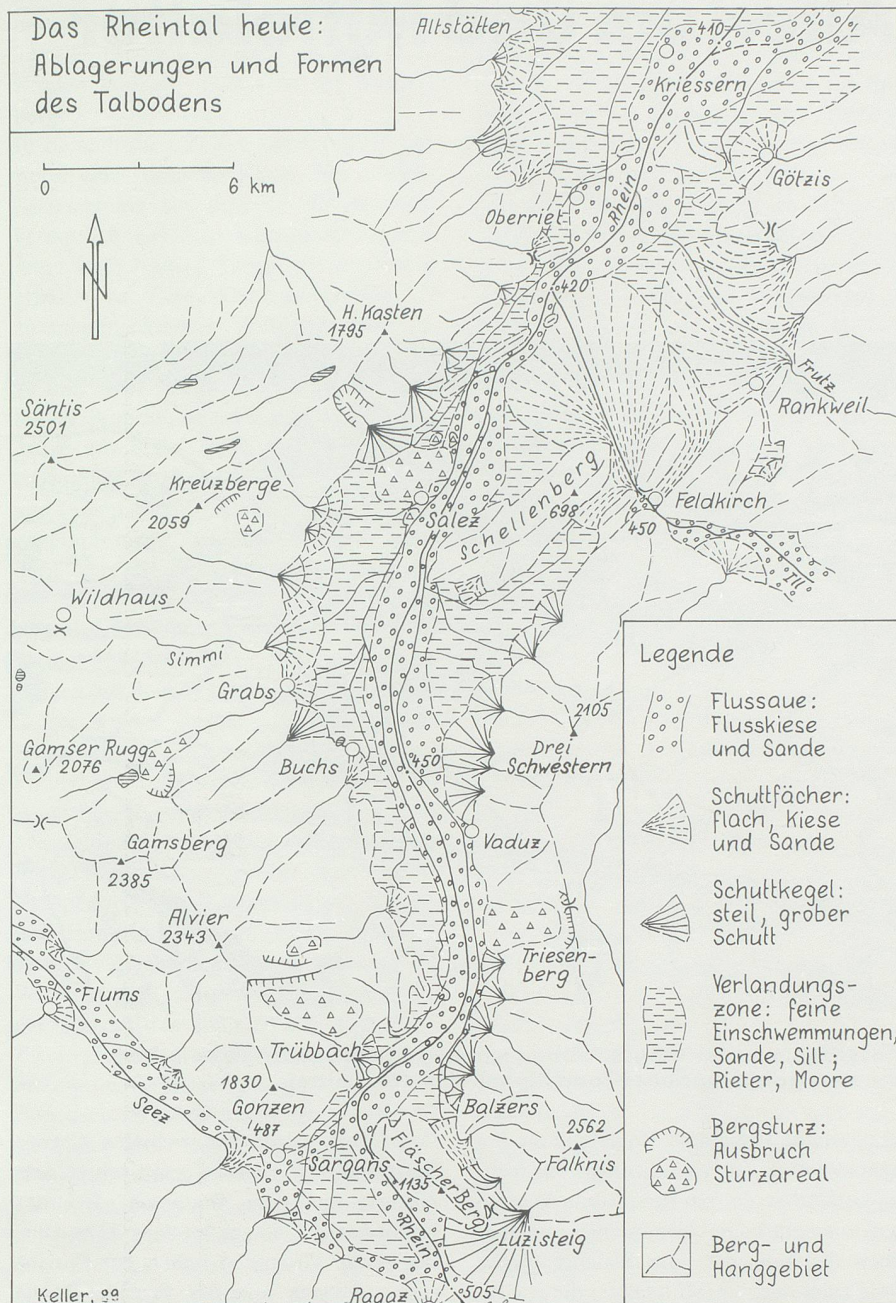 Das Rheintal heute:
Ablagerungen und Formen
des Talbodens
0 6 km
N
Altstätten
410
Kriessern
Götzis
Oberriet
Rhein
420
H. Kasten
1795
Frutz
Rankweil
Säntis
2501
Kreuzberge
2059
Salez
Schellenberg
698
Feldkirch
450
Ill
Wildhaus
Simmi
Grabs
2105
Drei
Schwestern
Gamser Rugg
2076
Buchs
450
Vaduz
Gamsberg
2385
Alvier
2343
Triesen-
berg
Flums
Trübbach
1830
Gonzen
487
Seez
Balzers
2562
Falknis
Sargans
Fläscher Berg
1135
Rhein
Luzisteig
Ragaz
505
Keller, 99
Legende
Flussaue:
Flusskiese
und Sande
Schuttfächer:
flach, Kiese
und Sande
Schuttkegel:
steil, grober
Schutt
Verlandungs-
zone: feine
Einschwemmungen,
Sande, Silt;
Rieter, Moore
Bergsturz:
Ausbruch
Sturzareal
Berg- und
Hanggebiet